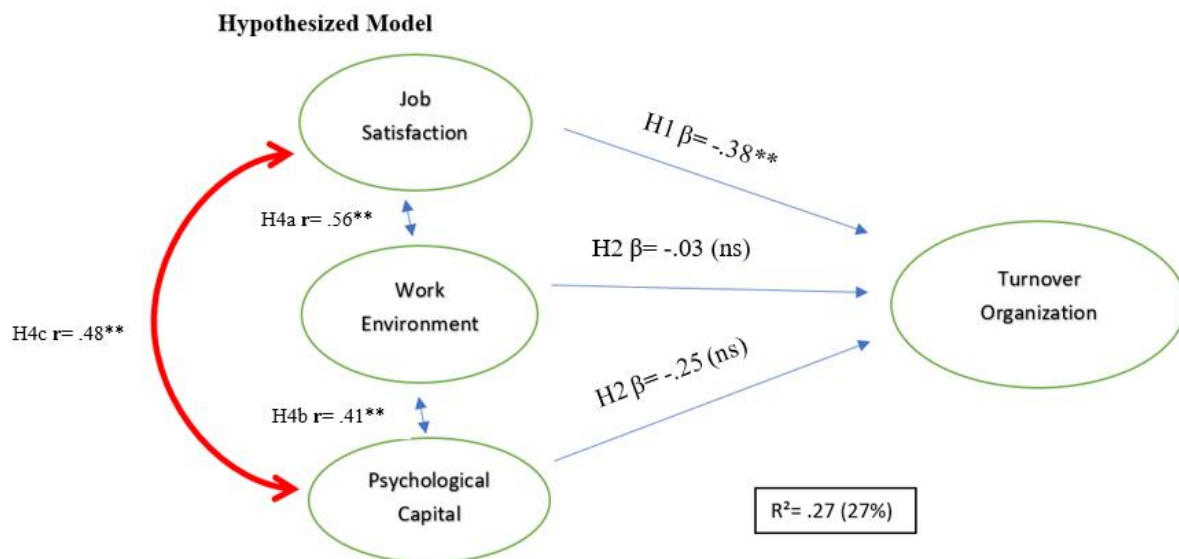 Hypothesized Model
Job
Satisfaction
H1 β= -.38**
H4a r= .56**
H2 β= -.03 (ns)
Work
Environment
Turnover
Organization
H4c r= .48**
H2 β= -.25 (ns)
H4b r= .41**
Psychological
Capital
R²= .27 (27%)